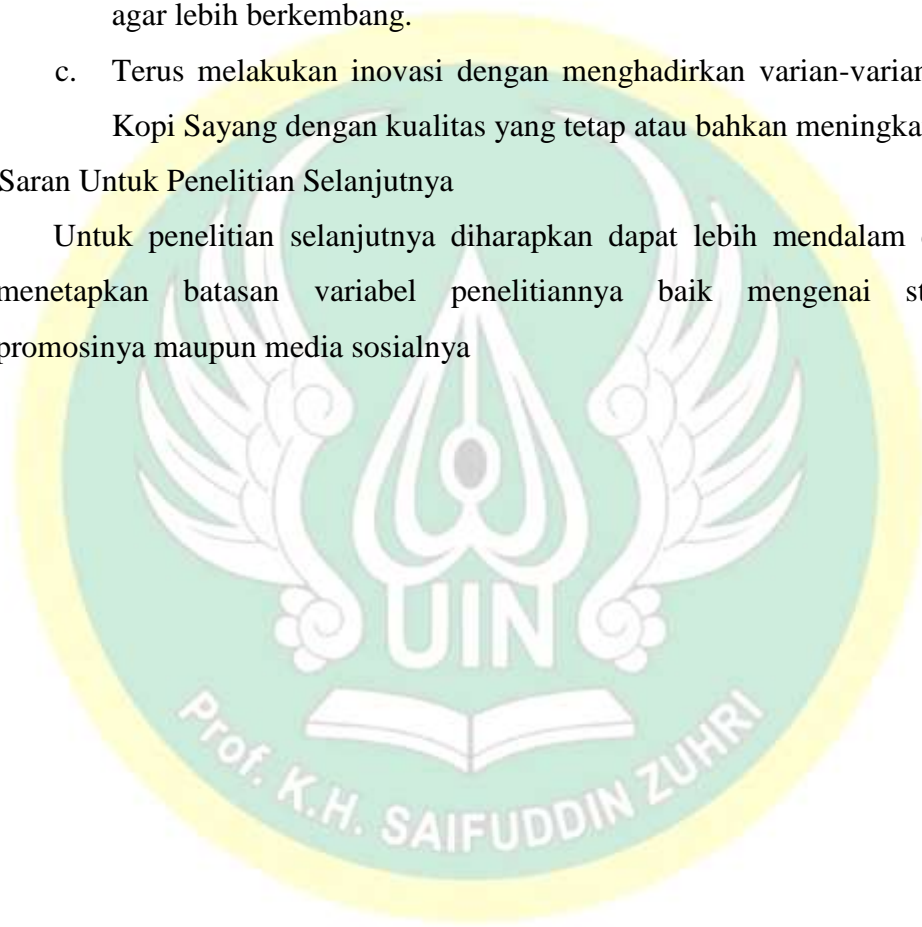 agar lebih berkembang.
c. Terus melakukan inovasi dengan menghadirkan varian-varian
Kopi Sayang dengan kualitas yang tetap atau bahkan meningka
Saran Untuk Penelitian Selanjutnya
Untuk penelitian selanjutnya diharapkan dapat lebih mendalam
menetapkan batasan variabel penelitiannya baik mengenai st
promosinya maupun media sosialnya
UIN
Prof. K.H. SAIFUDDIN ZUHRI